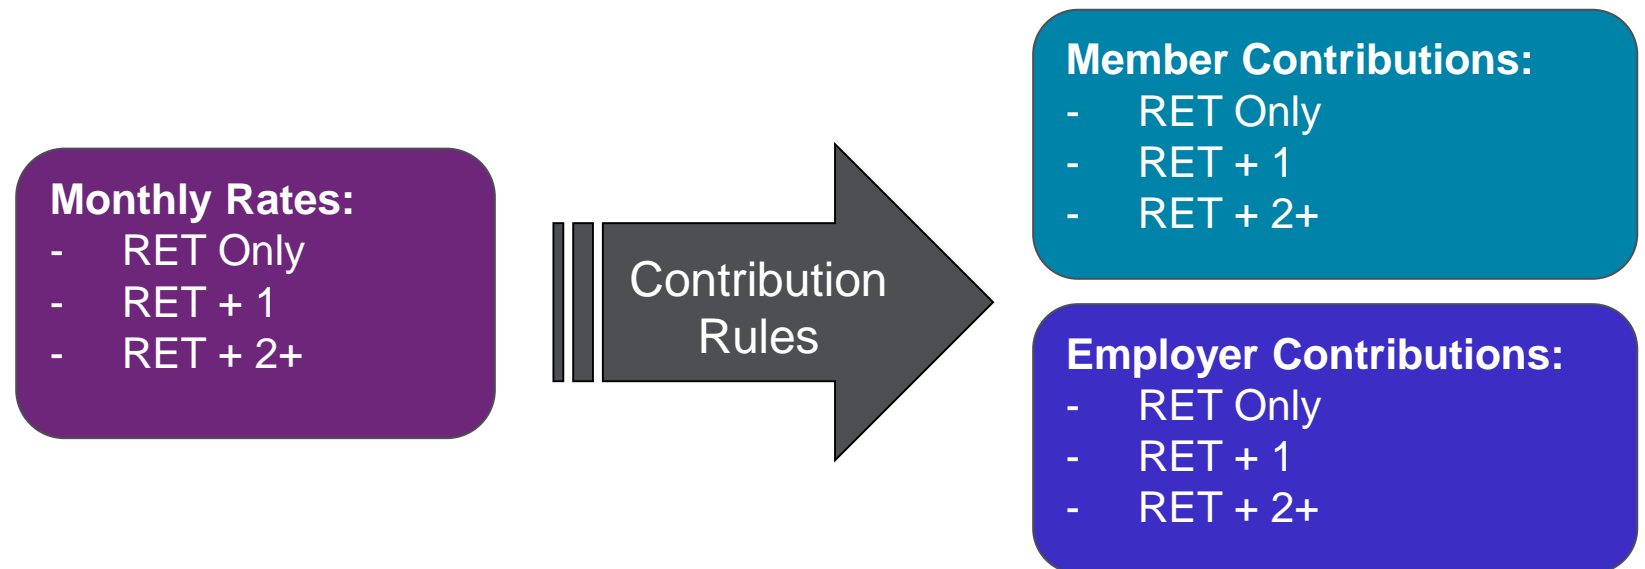 Monthly Rates:
- RET Only
- RET + 1
- RET + 2+
Contribution
Rules
Member Contributions:
- RET Only
- RET + 1
- RET + 2+
Employer Contributions:
- RET Only
- RET + 1
- RET + 2+